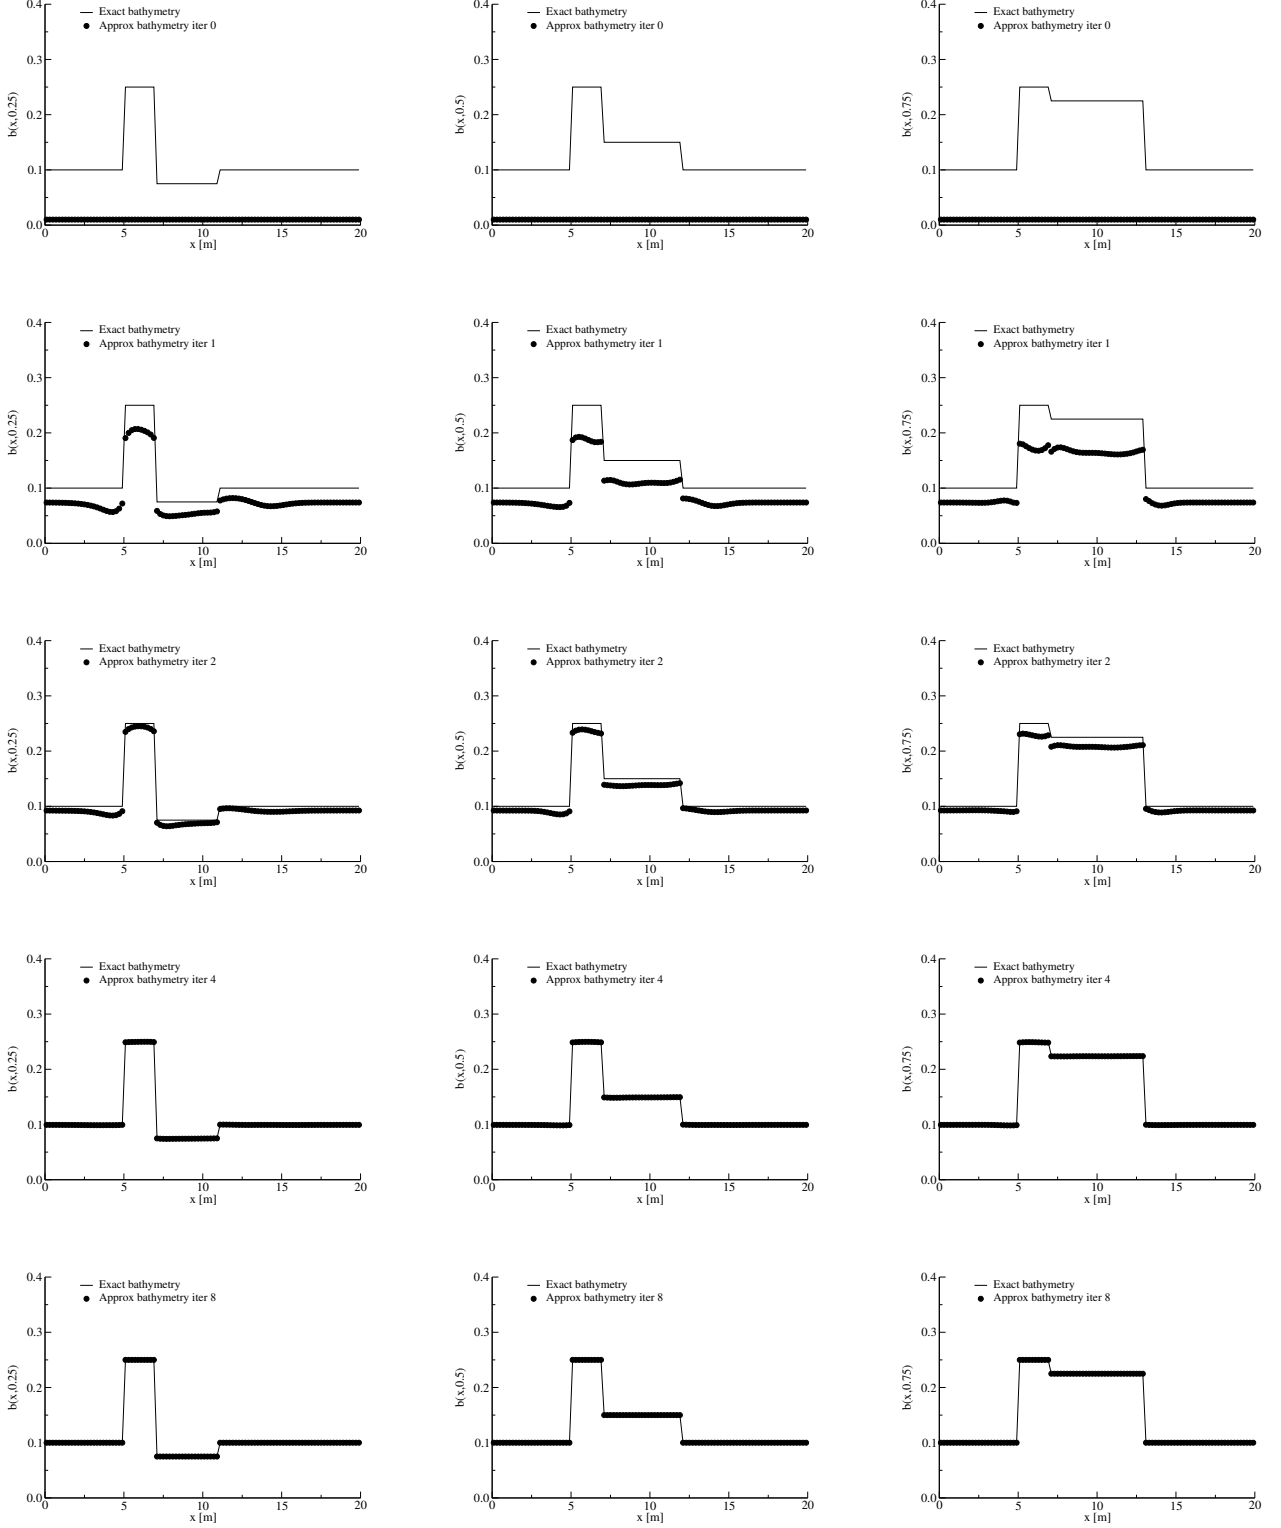 0.4
Exact bathymetry
Approx bathymetry iter 0
0.3
0.2
0.1
0.0
b(x,0.25)
0 5 10 15 20
x [m]
0.4
Exact bathymetry
Approx bathymetry iter 0
0.3
0.2
0.1
0.0
b(x,0.5)
0 5 10 15 20
x [m]
0.4
Exact bathymetry
Approx bathymetry iter 0
0.3
0.2
0.1
0.0
b(x,0.75)
0 5 10 15 20
x [m]
0.4
Exact bathymetry
Approx bathymetry iter 1
0.3
0.2
0.1
0.0
b(x,0.25)
0 5 10 15 20
x [m]
0.4
Exact bathymetry
Approx bathymetry iter 1
0.3
0.2
0.1
0.0
b(x,0.5)
0 5 10 15 20
x [m]
0.4
Exact bathymetry
Approx bathymetry iter 1
0.3
0.2
0.1
0.0
b(x,0.75)
0 5 10 15 20
x [m]
0.4
Exact bathymetry
Approx bathymetry iter 2
0.3
0.2
0.1
0.0
b(x,0.25)
0 5 10 15 20
x [m]
0.4
Exact bathymetry
Approx bathymetry iter 2
0.3
0.2
0.1
0.0
b(x,0.5)
0 5 10 15 20
x [m]
0.4
Exact bathymetry
Approx bathymetry iter 2
0.3
0.2
0.1
0.0
b(x,0.75)
0 5 10 15 20
x [m]
0.4
Exact bathymetry
Approx bathymetry iter 4
0.3
0.2
0.1
0.0
b(x,0.25)
0 5 10 15 20
x [m]
0.4
Exact bathymetry
Approx bathymetry iter 4
0.3
0.2
0.1
0.0
b(x,0.5)
0 5 10 15 20
x [m]
0.4
Exact bathymetry
Approx bathymetry iter 4
0.3
0.2
0.1
0.0
b(x,0.75)
0 5 10 15 20
x [m]
0.4
Exact bathymetry
Approx bathymetry iter 8
0.3
0.2
0.1
0.0
b(x,0.25)
0 5 10 15 20
x [m]
0.4
Exact bathymetry
Approx bathymetry iter 8
0.3
0.2
0.1
0.0
b(x,0.5)
0 5 10 15 20
x [m]
0.4
Exact bathymetry
Approx bathymetry iter 8
0.3
0.2
0.1
0.0
b(x,0.75)
0 5 10 15 20
x [m]